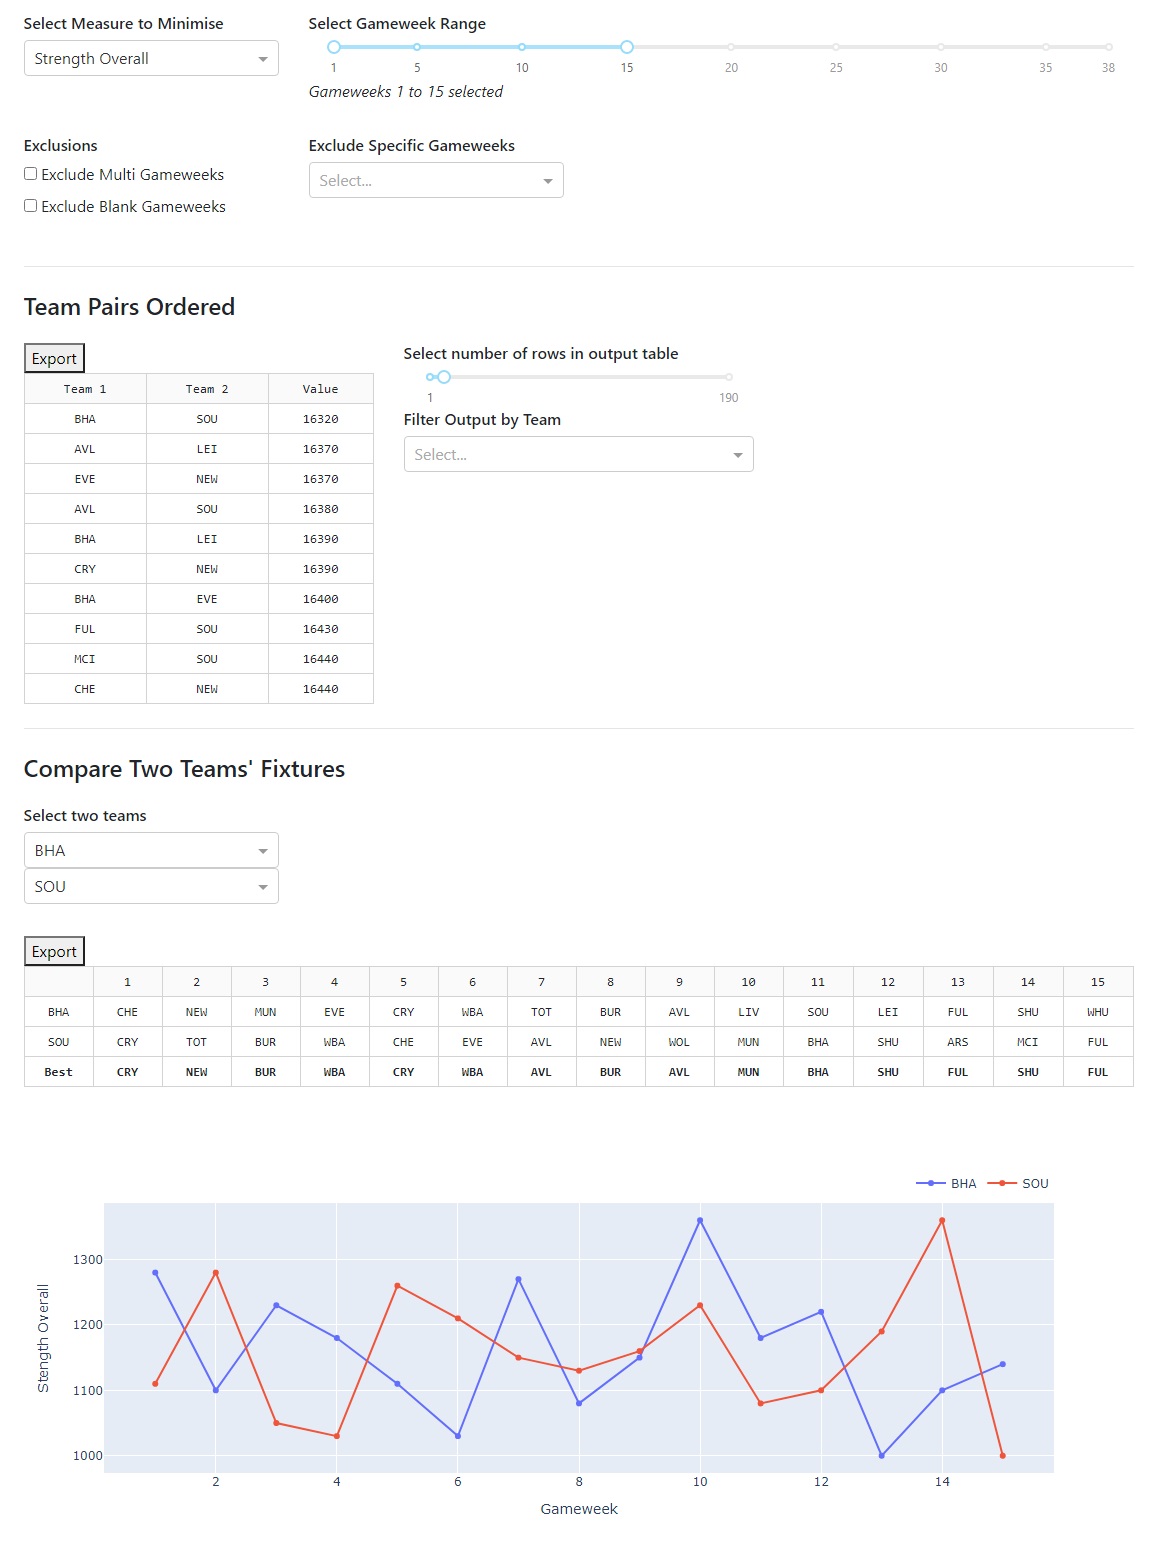 Select Measure to Minimise
Select Gameweek Range
Strength Overall
1 5 10 15 20 25 30 35 38
Gameweeks 1 to 15 selected
Exclusions
Exclude Specific Gameweeks
Exclude Multi Gameweeks
Select...
Exclude Blank Gameweeks
Team Pairs Ordered
Export
Select number of rows in output table
1 190
Filter Output by Team
Select...
Team 1 Team 2 Value
BHA SOU 16320
AVL LEI 16370
EVE NEW 16370
AVL SOU 16380
BHA LEI 16390
CRY NEW 16390
BHA EVE 16400
FUL SOU 16430
MCI SOU 16440
CHE NEW 16440
Compare Two Teams' Fixtures
Select two teams
BHA
SOU
Export
1 2 3 4 5 6 7 8 9 10 11 12 13 14 15
BHA CHE NEW MUN EVE CRY WBA TOT BUR AVL LIV SOU LEI FUL SHU WHU
SOU CRY TOT BUR WBA CHE EVE AVL NEW WOL MUN BHA SHU ARS MCI FUL
Best CRY NEW BUR WBA CRY WBA AVL BUR AVL MUN BHA SHU FUL SHU FUL
BHA SOU
Stength Overall
1300
1200
1100
1000
2 4 6 8 10 12 14
Gameweek